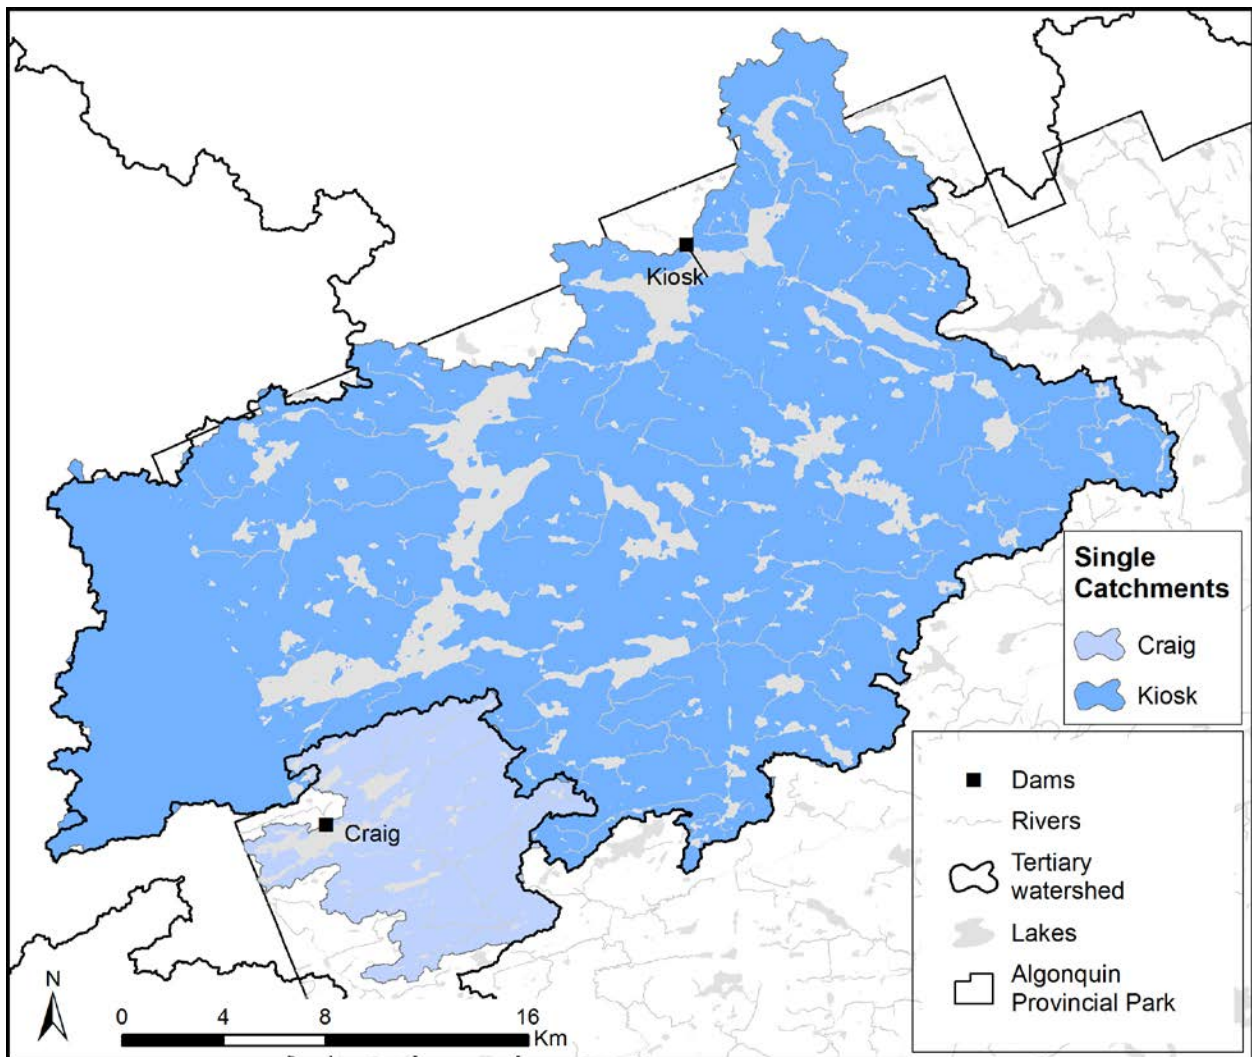 Kiosk
Single
Catchments
Craig
Kiosk
Craig
Dams
Rivers
Tertiary
watershed
Lakes
Algonquin
Provincial Park
N
0 4 8 16
Km